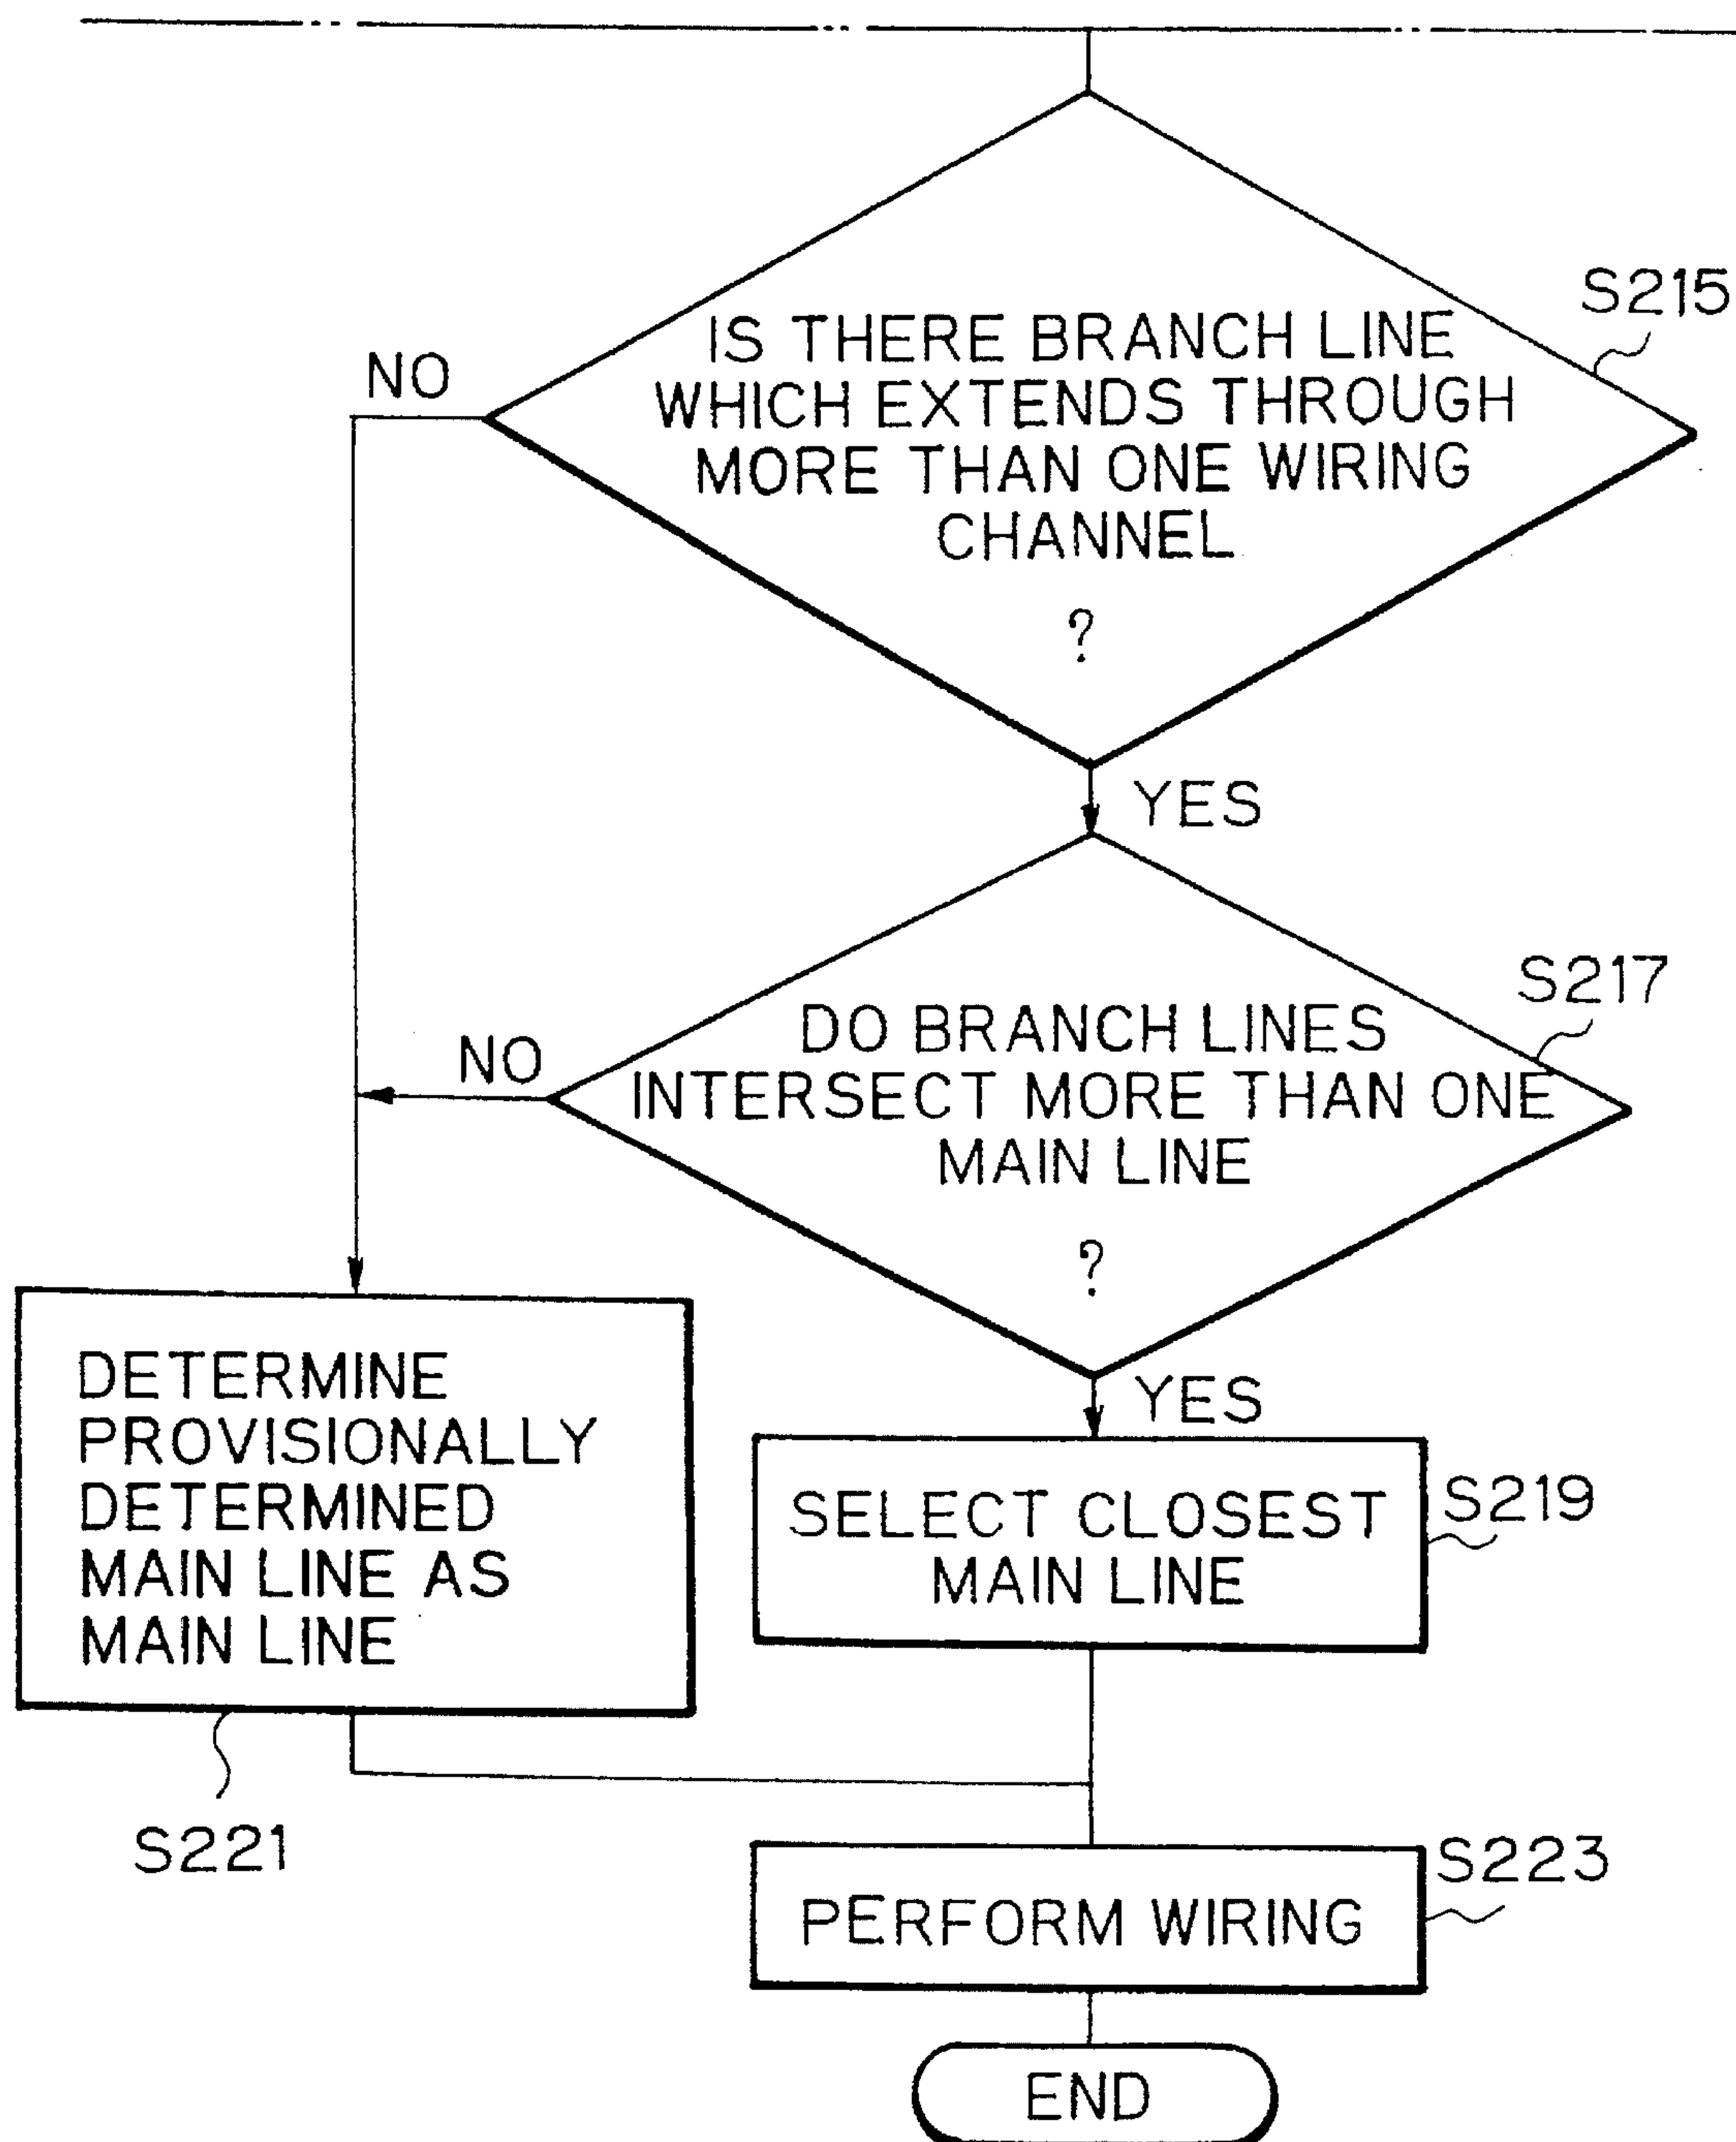 S215
IS THERE BRANCH LINE
WHICH EXTENDS THROUGH
MORE THAN ONE WIRING
CHANNEL
?
NO
YES
S217
DO BRANCH LINES
INTERSECT MORE THAN ONE
MAIN LINE
?
NO
YES
DETERMINE
PROVISIONALLY
DETERMINED
MAIN LINE AS
MAIN LINE
S221
SELECT CLOSEST
MAIN LINE
S219
PERFORM WIRING
S223
END